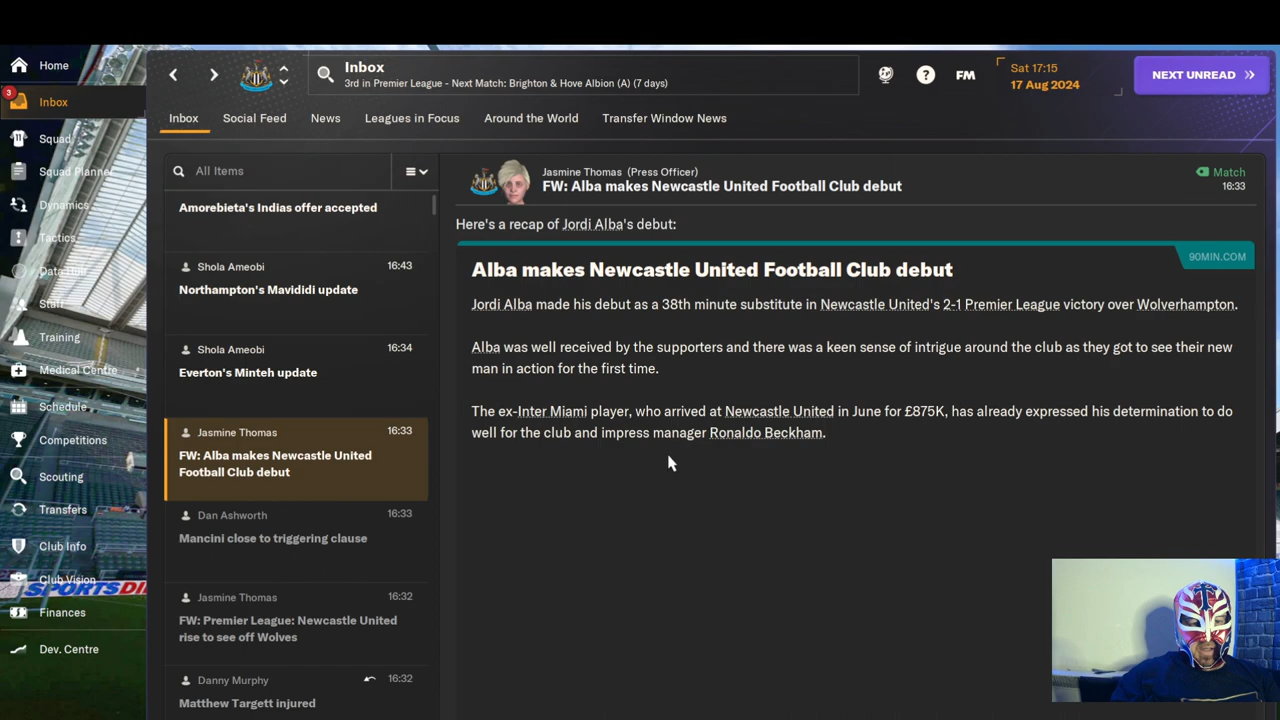 Home
3
Inbox
Squad
Squad Planner
Dynamics
Tactics
Data Hub
Staff
Training
Medical Centre
Schedule
Competitions
Scouting
Transfers
Club Info
Club Vision
SPORTS DI
Finances
Dev. Centre
Inbox
3rd in Premier League - Next Match: Brighton & Hove Albion (A) (7 days)
?
FM
Sat 17:15
17 Aug 2024
NEXT UNREAD
Inbox
Social Feed
News
Leagues in Focus
Around the World
Transfer Window News
All Items
Amorebieta's Indias offer accepted
Shola Ameobi 16:43
Northampton's Mavididi update
Shola Ameobi 16:34
Everton's Minteh update
Jasmine Thomas 16:33
FW: Alba makes Newcastle United
Football Club debut
Dan Ashworth 16:33
Mancini close to triggering clause
Jasmine Thomas 16:32
FW: Premier League: Newcastle United
rise to see off Wolves
Danny Murphy 16:32
Matthew Targett injured
Jasmine Thomas (Press Officer)
FW: Alba makes Newcastle United Football Club debut
Match
16:33
Here's a recap of Jordi Alba's debut:
90MIN.COM
Alba makes Newcastle United Football Club debut
Jordi Alba made his debut as a 38th minute substitute in Newcastle United's 2-1 Premier League victory over Wolverhampton.
Alba was well received by the supporters and there was a keen sense of intrigue around the club as they got to see their new
man in action for the first time.
The ex-Inter Miami player, who arrived at Newcastle United in June for £875K, has already expressed his determination to do
well for the club and impress manager Ronaldo Beckham.